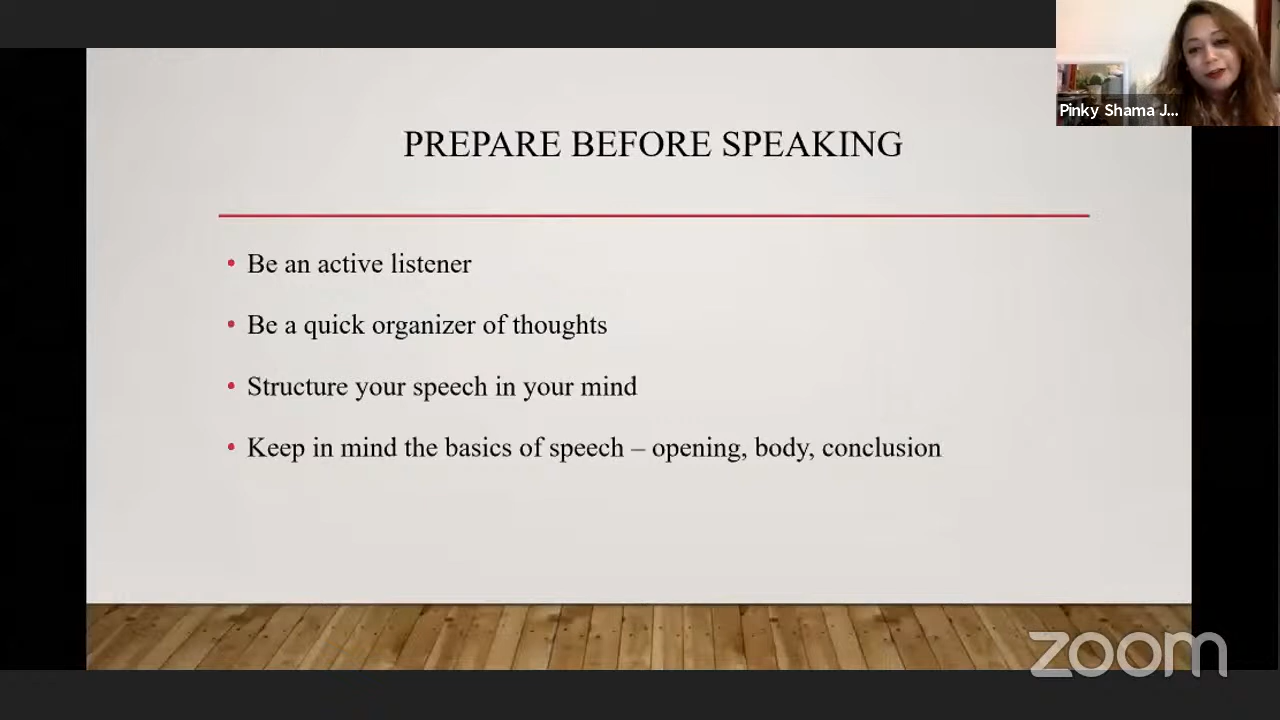 Pinky Shama J...
PREPARE BEFORE SPEAKING
• Be an active listener
• Be a quick organizer of thoughts
• Structure your speech in your mind
• Keep in mind the basics of speech – opening, body, conclusion
zoom